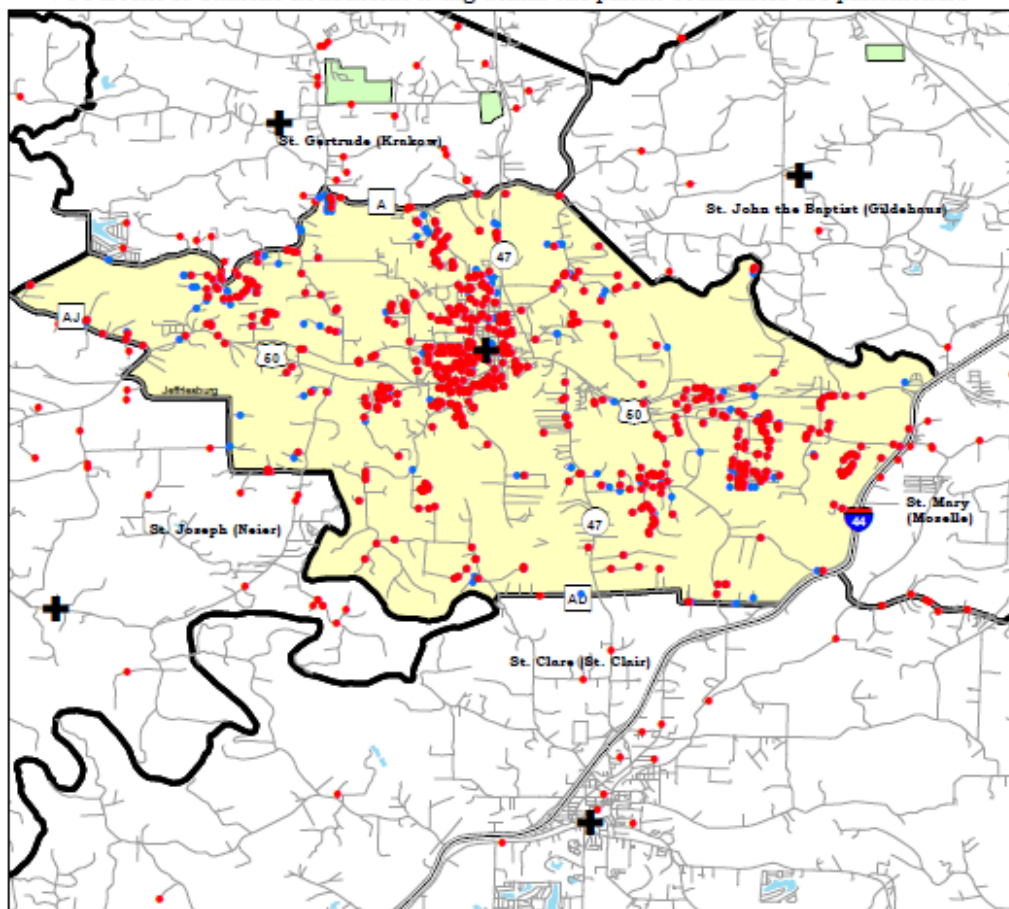 St. Gertrude (Krakow)
A
St. John the Baptist (Gildehaus)
47
AJ
50
Jeffriesburg
50
St. Mary
(Moselle)
St. Joseph (Neier)
47
44
AD
St. Clare (St. Clair)